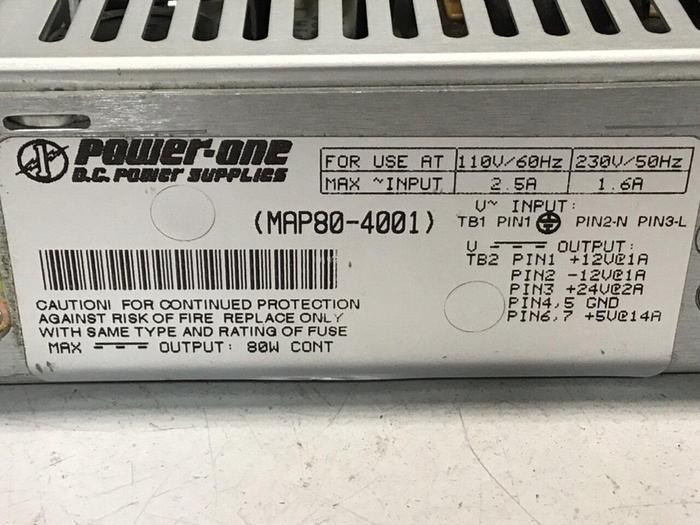 POWER-ONE
D.C. POWER SUPPLIES
FOR USE AT 110V/60Hz 230V/50Hz
MAX ~INPUT 2.5A 1.6A
(MAP80-4001)
V~ INPUT:
TB1 PIN1 PIN2-N PIN3-L
V OUTPUT:
TB2 PIN1 +12V@1A
PIN2 -12V@1A
PIN3 +24V@2A
PIN4,5 GND
PIN6,7 +5V@14A
CAUTION! FOR CONTINUED PROTECTION
AGAINST RISK OF FIRE REPLACE ONLY
WITH SAME TYPE AND RATING OF FUSE
MAX OUTPUT: 80W CONT